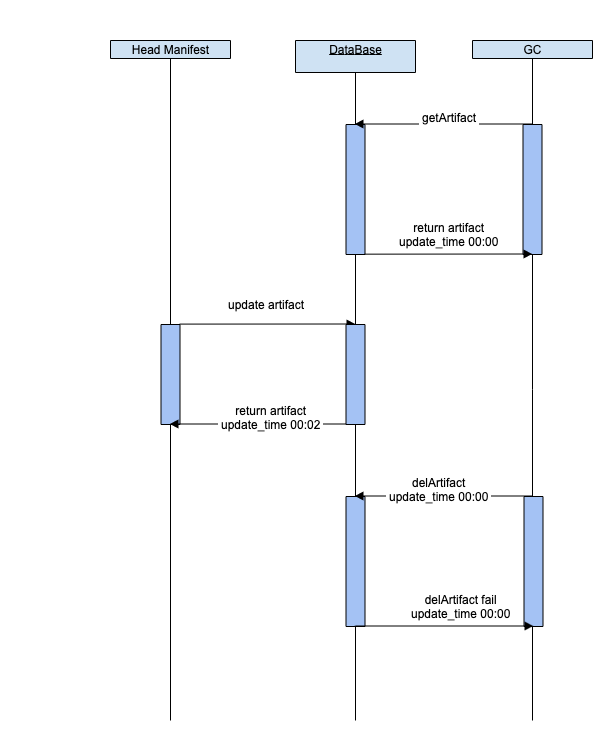 Head Manifest
DataBase
GC
getArtifact
return artifact
update_time 00:00
update artifact
return artifact
update_time 00:02
delArtifact
update_time 00:00
delArtifact fail
update_time 00:00